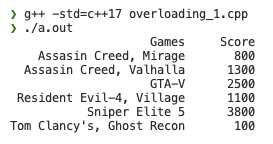 ❯ g++ -std=c++17 overloading_1.cpp
❯ ./a.out
Games Score
Assasin Creed, Mirage 800
Assasin Creed, Valhalla 1300
GTA-V 2500
Resident Evil-4, Village 1100
Sniper Elite 5 3800
Tom Clancy's, Ghost Recon 100